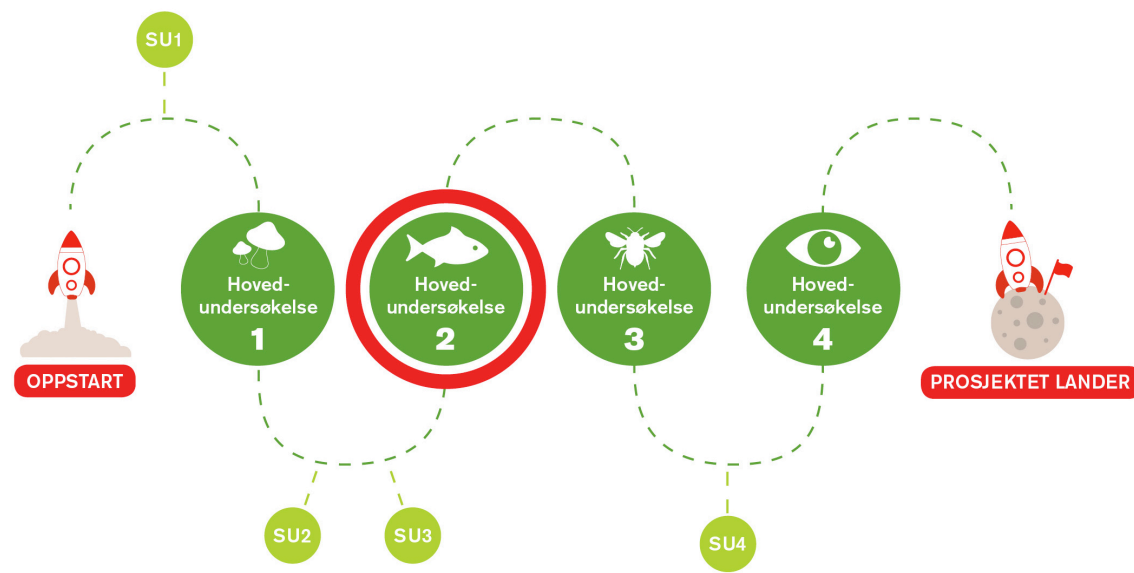 SU1
OPPSTART
Hoved-
undersøkelse
1
SU2
SU3
Hoved-
undersøkelse
2
Hoved-
undersøkelse
3
SU4
Hoved-
undersøkelse
4
PROSJEKTET LANDER